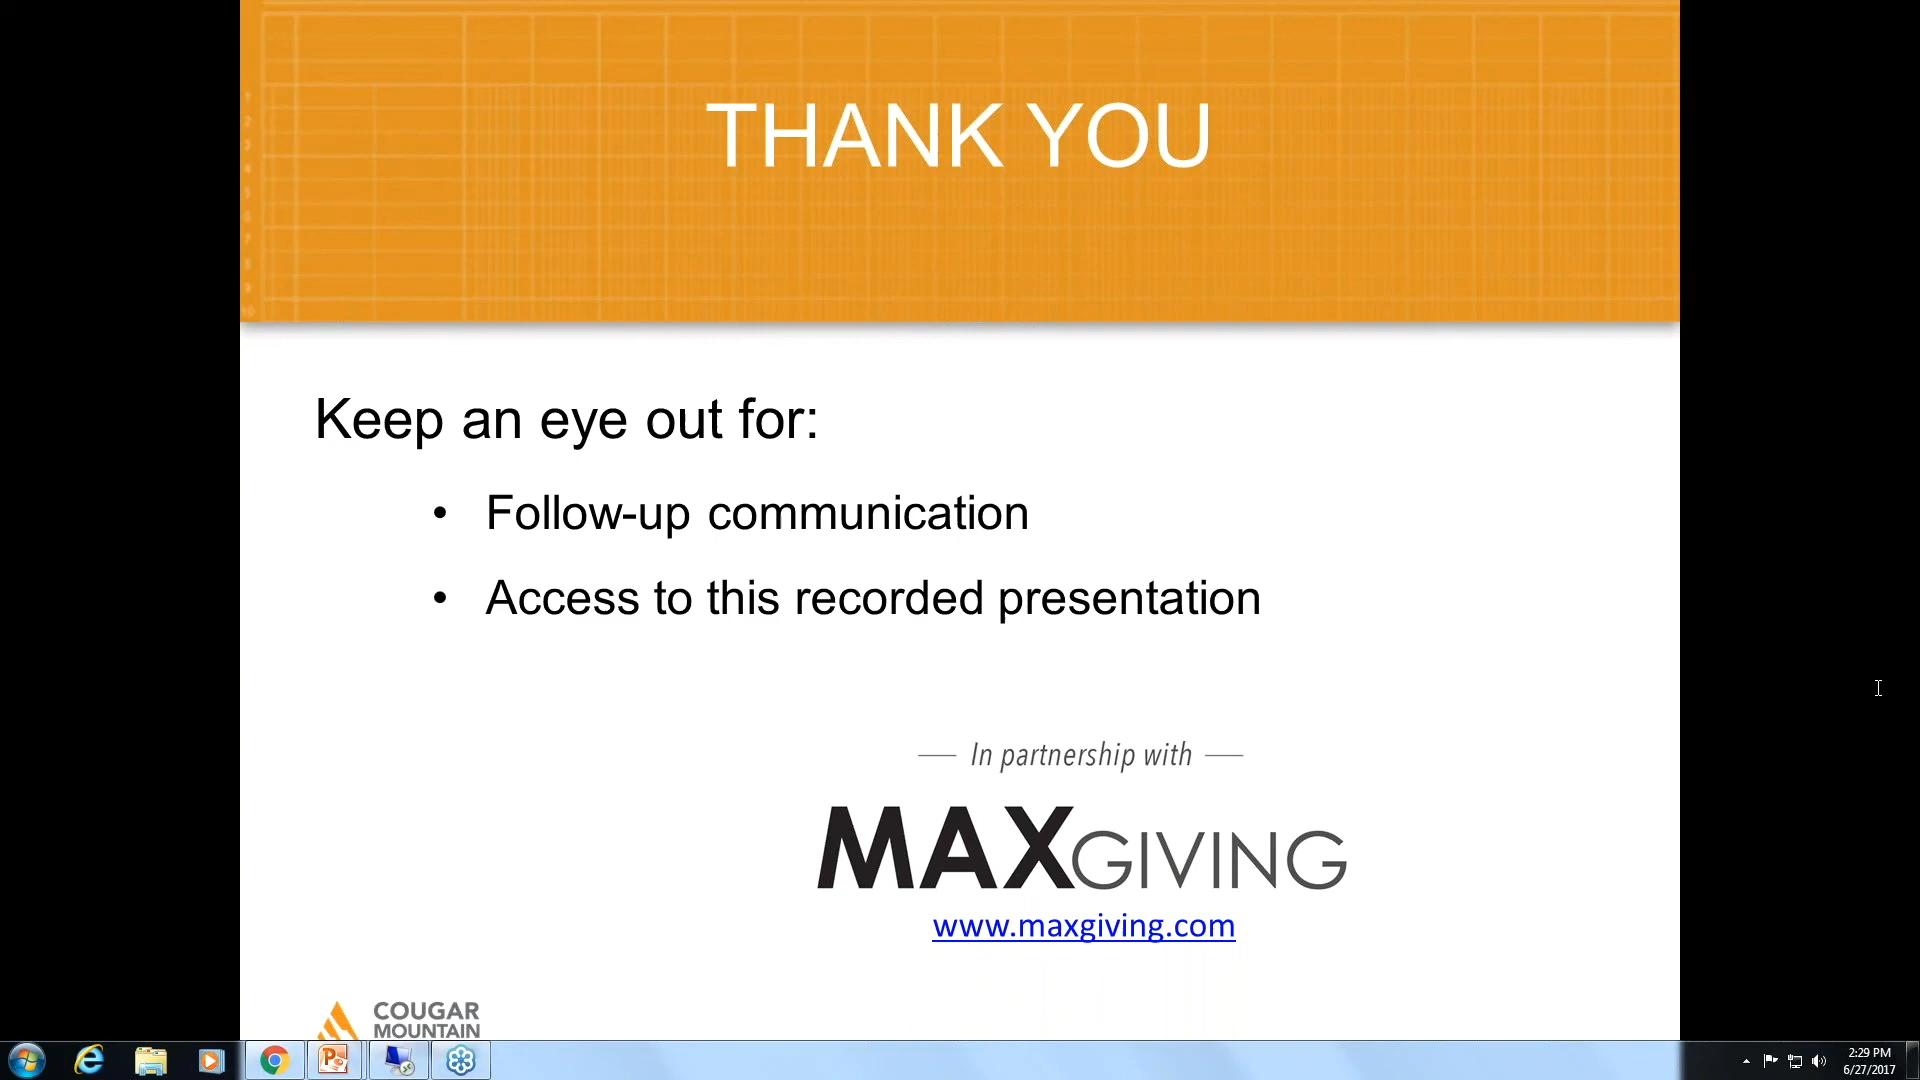 THANK YOU
Keep an eye out for:
• Follow-up communication
• Access to this recorded presentation
In partnership with
MAXGIVING
www.maxgiving.com
COUGAR
MOUNTAIN
2:29 PM
6/27/2017